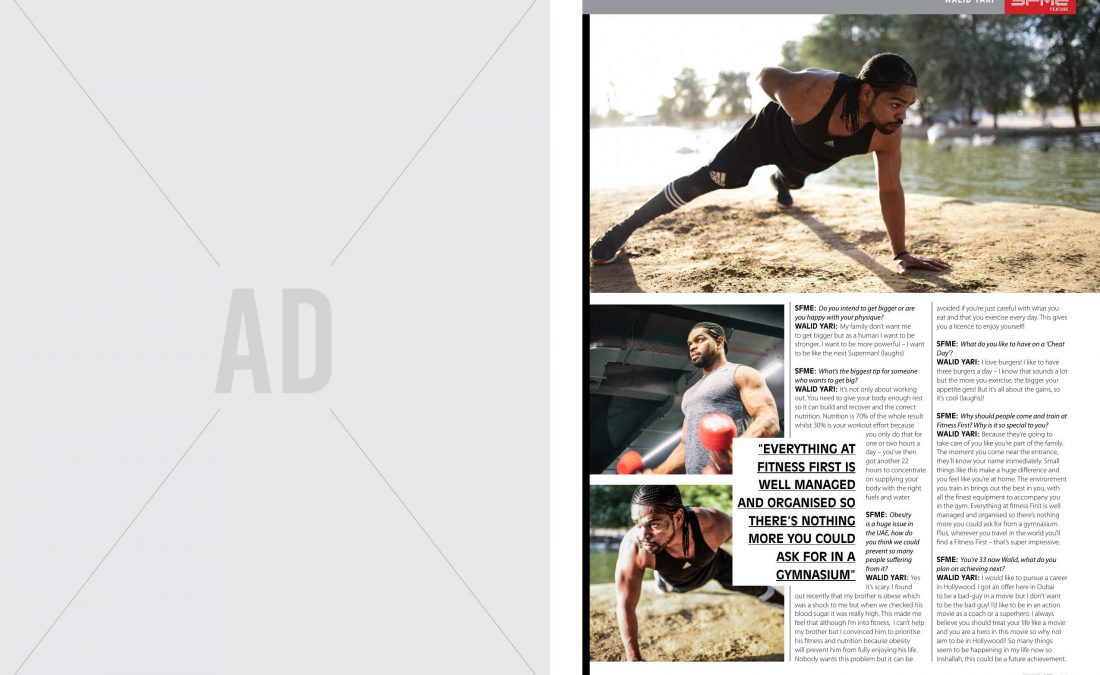 AD
WALID YARI
SFME
FEATURE
SFME: Do you intend to get bigger or are
you happy with your physique?
WALID YARI: My family don't want me
to get bigger but as a human I want to be
stronger, I want to be more powerful – I want
to be like the next Superman! (laughs)
SFME: What's the biggest tip for someone
who wants to get big?
WALID YARI: It's not only about working
out. You need to give your body enough rest
so it can build and recover and the correct
nutrition. Nutrition is 70% of the whole result
whilst 30% is your workout effort because
you only do that for
one or two hours a
day – you've then
got another 22
hours to concentrate
on supplying your
body with the right
fuels and water.
"EVERYTHING AT
FITNESS FIRST IS
WELL MANAGED
AND ORGANISED SO
THERE'S NOTHING
MORE YOU COULD
ASK FOR IN A
GYMNASIUM"
SFME: Obesity
is a huge issue in
the UAE, how do
you think we could
prevent so many
people suffering
from it?
WALID YARI: Yes
it's scary. I found
out recently that my brother is obese which
was a shock to me but when we checked his
blood sugar it was really high. This made me
feel that although I'm into fitness, I can't help
my brother but I convinced him to prioritise
his fitness and nutrition because obesity
will prevent him from fully enjoying his life.
Nobody wants this problem but it can be
avoided if you're just careful with what you
eat and that you exercise every day. This gives
you a licence to enjoy yourself!
SFME: What do you like to have on a 'Cheat
Day'?
WALID YARI: I love burgers! I like to have
three burgers a day – I know that sounds a lot
but the more you exercise, the bigger your
appetite gets! But it's all about the gains, so
it's cool (laughs)!
SFME: Why should people come and train at
Fitness First? Why is it so special to you?
WALID YARI: Because they're going to
take care of you like you're part of the family.
The moment you come near the entrance,
they'll know your name immediately. Small
things like this make a huge difference and
you feel like you're at home. The environment
you train in brings out the best in you, with
all the finest equipment to accompany you
in the gym. Everything at fitness First is well
managed and organised so there's nothing
more you could ask for from a gymnasium.
Plus, wherever you travel in the world you'll
find a Fitness First – that's super impressive.
SFME: You're 33 now Walid, what do you
plan on achieving next?
WALID YARI: I would like to pursue a career
in Hollywood. I got an offer here in Dubai
to be a bad-guy in a movie but I don't want
to be the bad guy! I'd like to be in an action
movie as a coach or a superhero. I always
believe you should treat your life like a movie
and you are a hero in this movie so why not
aim to be in Hollywood? So many things
seem to be happening in my life now so
Inshallah, this could be a future achievement.